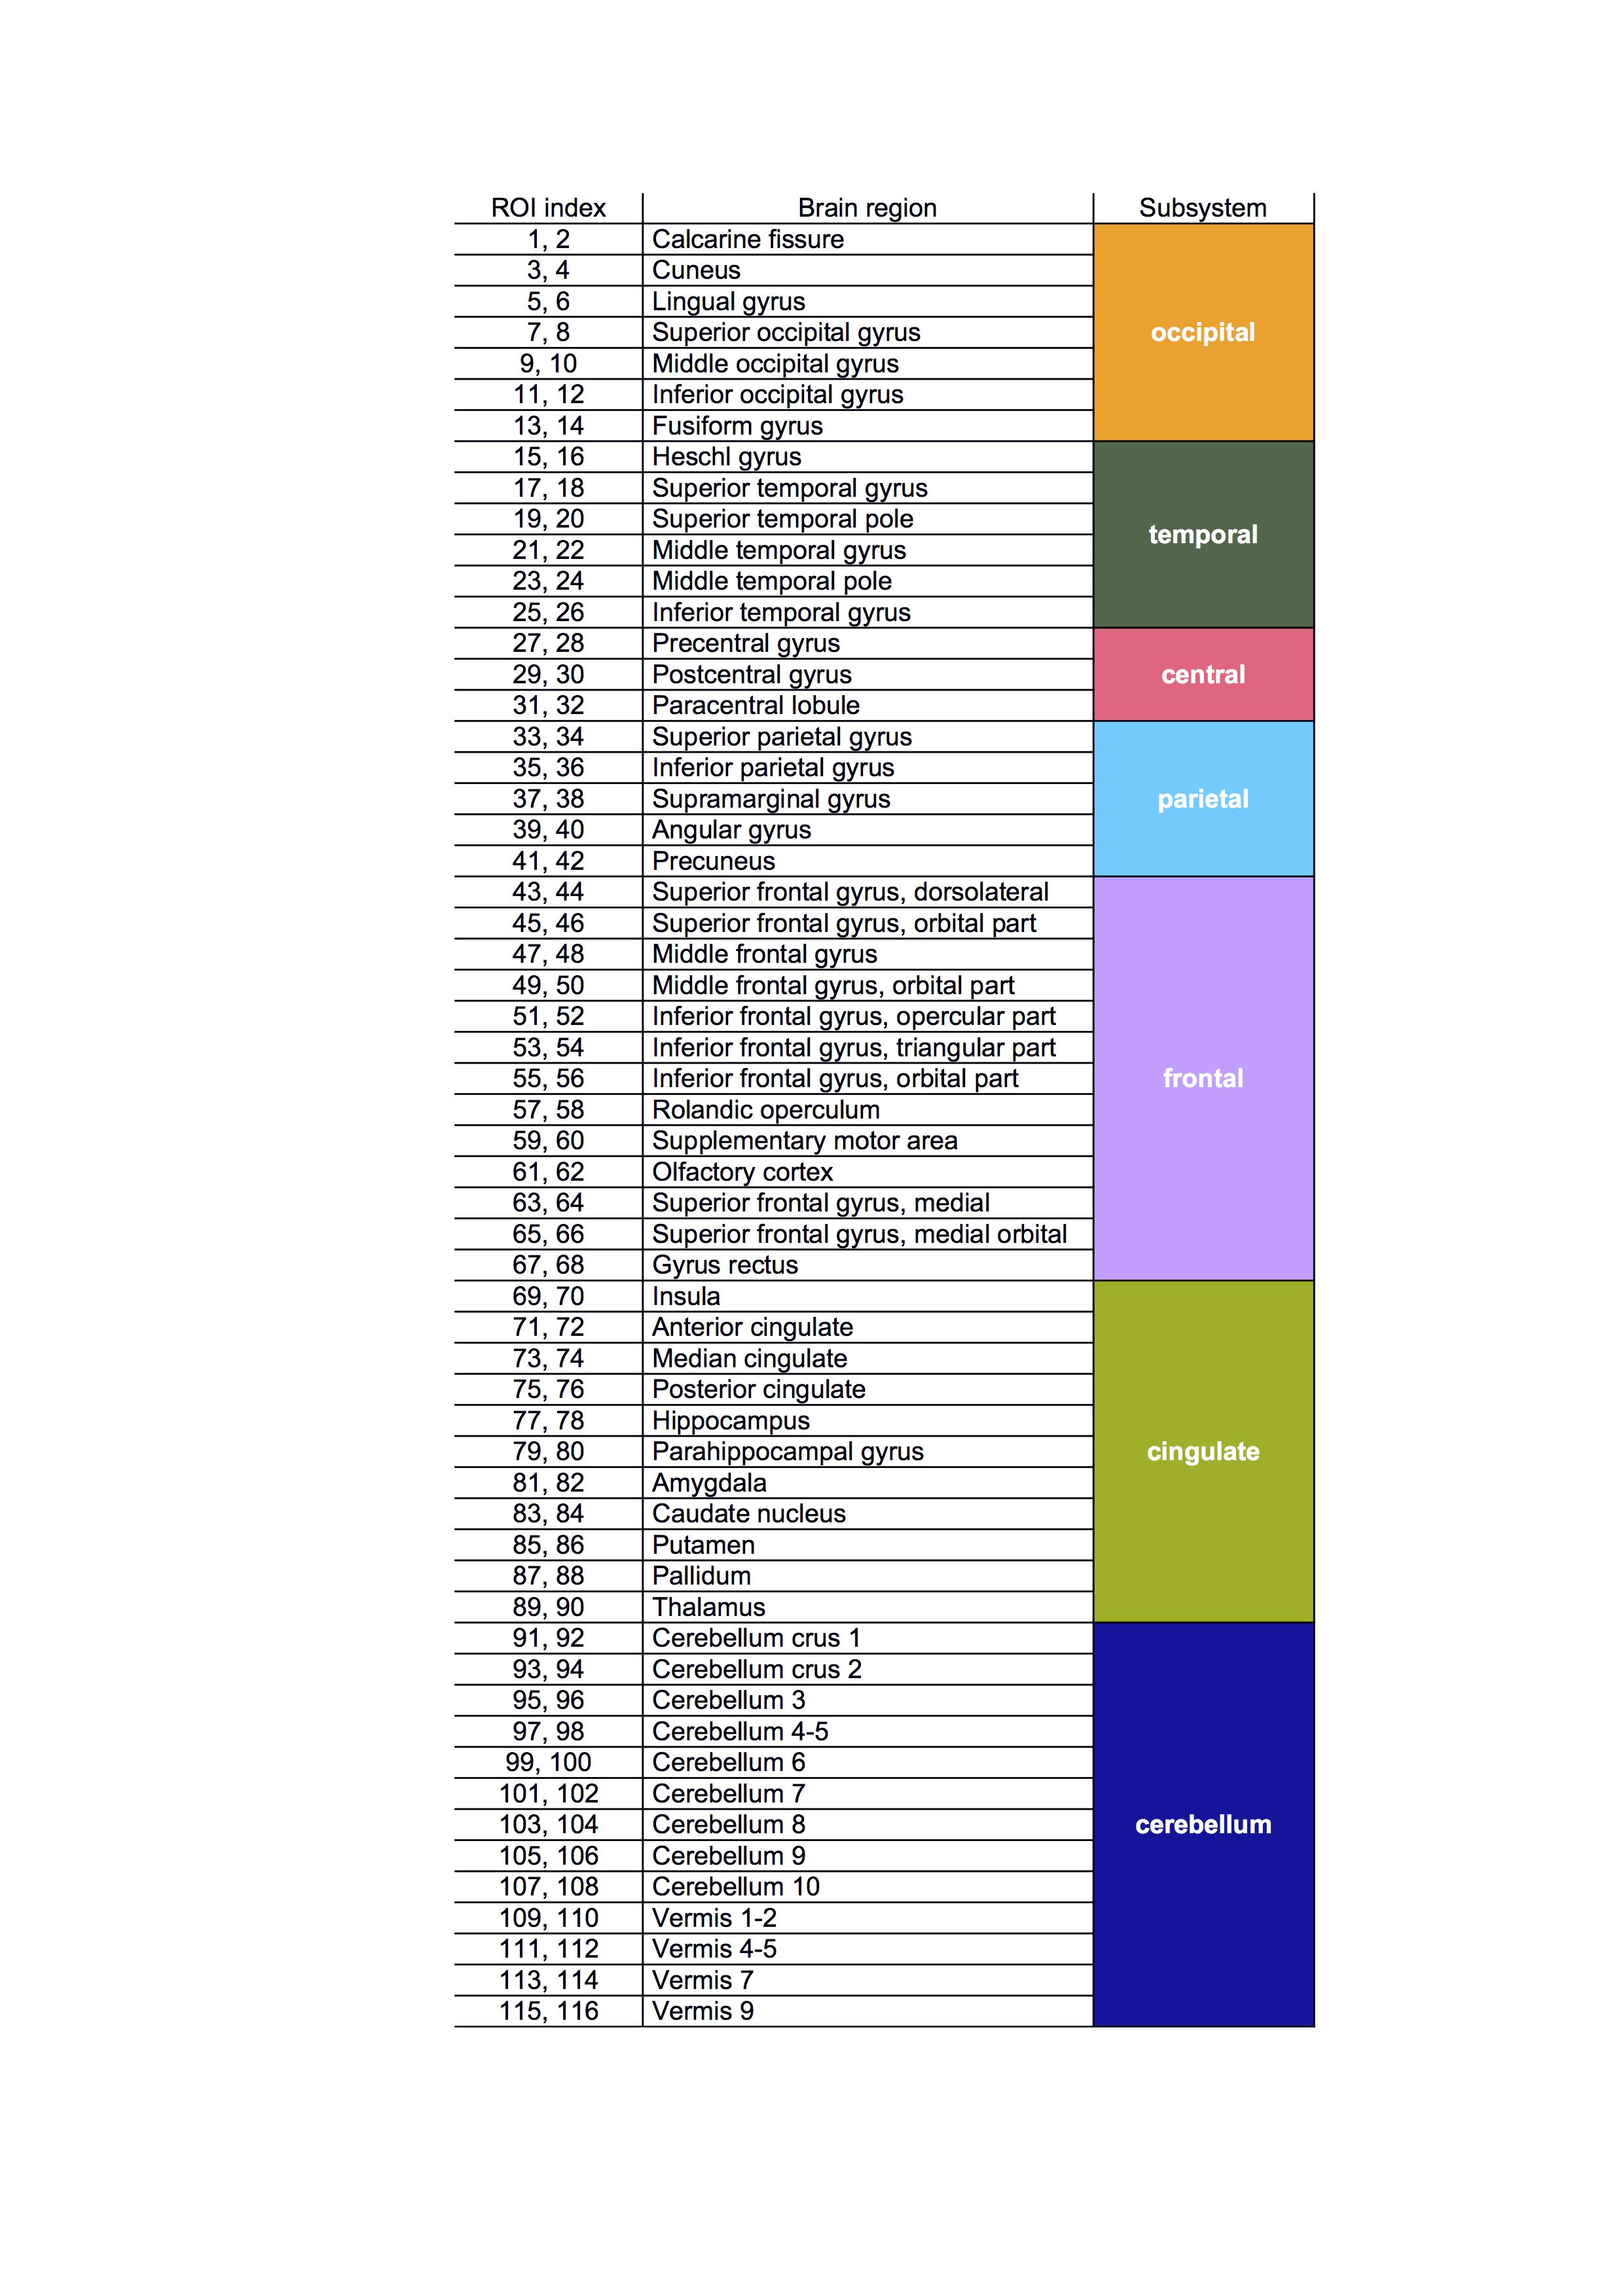 ROI index Brain region Subsystem
1, 2 Calcarine fissure
3, 4 Cuneus
5, 6 Lingual gyrus
7, 8 Superior occipital gyrus occipital
9, 10 Middle occipital gyrus
11, 12 Inferior occipital gyrus
13, 14 Fusiform gyrus
15, 16 Heschl gyrus
17, 18 Superior temporal gyrus
19, 20 Superior temporal pole
temporal
21, 22 Middle temporal gyrus
23, 24 Middle temporal pole
25, 26 Inferior temporal gyrus
27, 28 Precentral gyrus
29, 30 Postcentral gyrus central
31, 32 Paracentral lobule
33, 34 Superior parietal gyrus
35, 36 Inferior parietal gyrus
37, 38 Supramarginal gyrus parietal
39, 40 Angular gyrus
41, 42 Precuneus
43, 44 Superior frontal gyrus, dorsolateral
45, 46 Superior frontal gyrus, orbital part
47, 48 Middle frontal gyrus
49, 50 Middle frontal gyrus, orbital part
51, 52 Inferior frontal gyrus, opercular part
53, 54 Inferior frontal gyrus, triangular part
55, 56 Inferior frontal gyrus, orbital part frontal
57, 58 Rolandic operculum
59, 60 Supplementary motor area
61, 62 Olfactory cortex
63, 64 Superior frontal gyrus, medial
65, 66 Superior frontal gyrus, medial orbital
67, 68 Gyrus rectus
69, 70 Insula
71, 72 Anterior cingulate
73, 74 Median cingulate
75, 76 Posterior cingulate
77, 78 Hippocampus
79, 80 Parahippocampal gyrus cingulate
81, 82 Amygdala
83, 84 Caudate nucleus
85, 86 Putamen
87, 88 Pallidum
89, 90 Thalamus
91, 92 Cerebellum crus 1
93, 94 Cerebellum crus 2
95, 96 Cerebellum 3
97, 98 Cerebellum 4-5
99, 100 Cerebellum 6
101, 102 Cerebellum 7
103, 104 Cerebellum 8 cerebellum
105, 106 Cerebellum 9
107, 108 Cerebellum 10
109, 110 Vermis 1-2
111, 112 Vermis 4-5
113, 114 Vermis 7
115, 116 Vermis 9